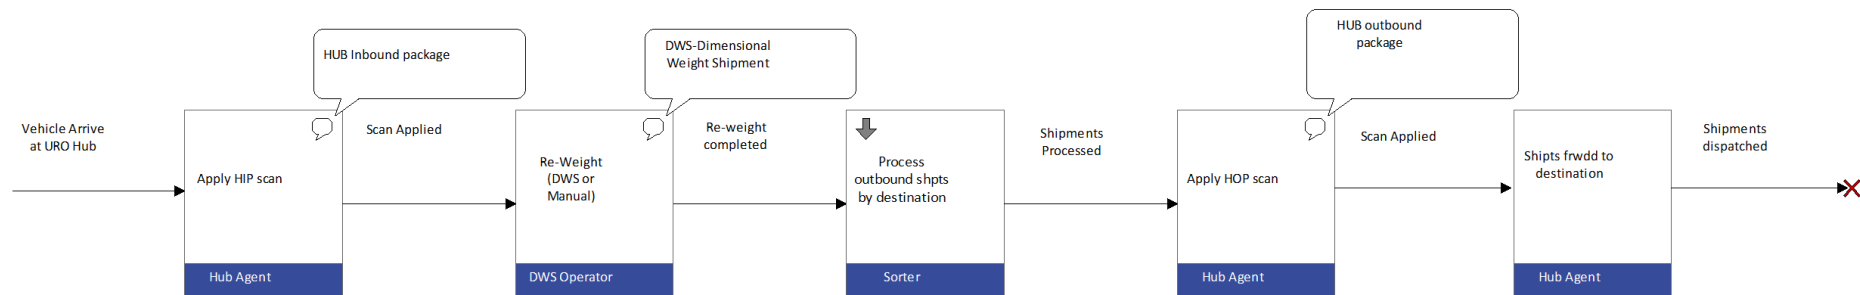 Vehicle Arrive
at URO Hub
HUB Inbound package
Apply HIP scan
Hub Agent
Scan Applied
DWS-Dimensional
Weight Shipment
Re-Weight
(DWS or
Manual)
DWS Operator
Re-weight
completed
Process
outbound shpts
by destination
Sorter
Shipments
Processed
HUB outbound
package
Apply HOP scan
Hub Agent
Scan Applied
Shipts frwdd to
destination
Hub Agent
Shipments
dispatched